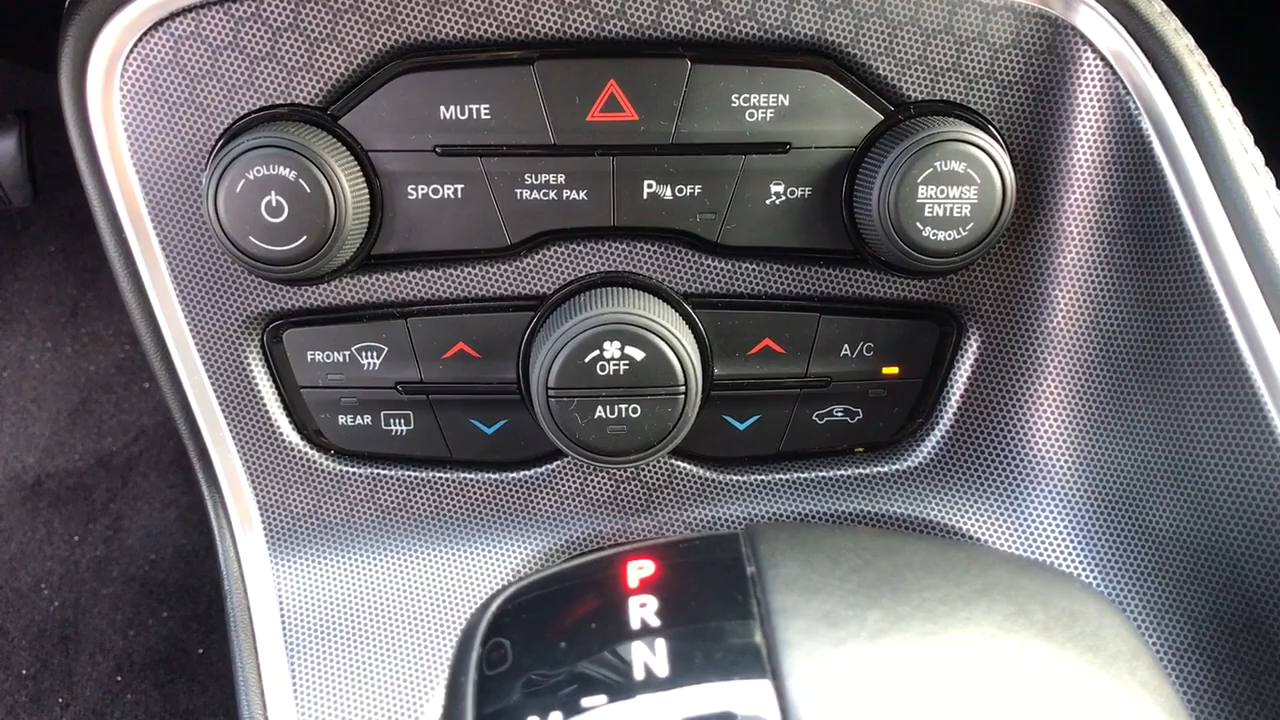 MUTE
SCREEN
OFF
VOLUME
SPORT
SUPER
TRACK PAK
P OFF
OFF
TUNE
BROWSE
ENTER
SCROLL
FRONT
OFF
A/C
REAR
AUTO
P
R
N